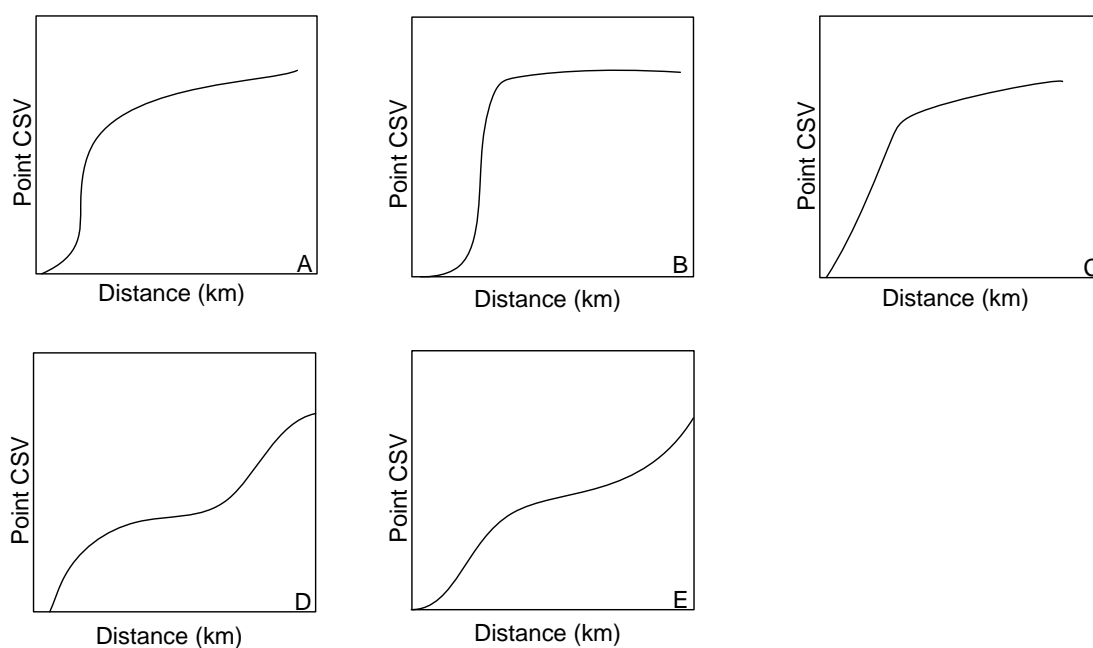 Point CSV
A
Distance (km)
Point CSV
B
Distance (km)
Point CSV
C
Distance (km)
Point CSV
D
Distance (km)
Point CSV
E
Distance (km)